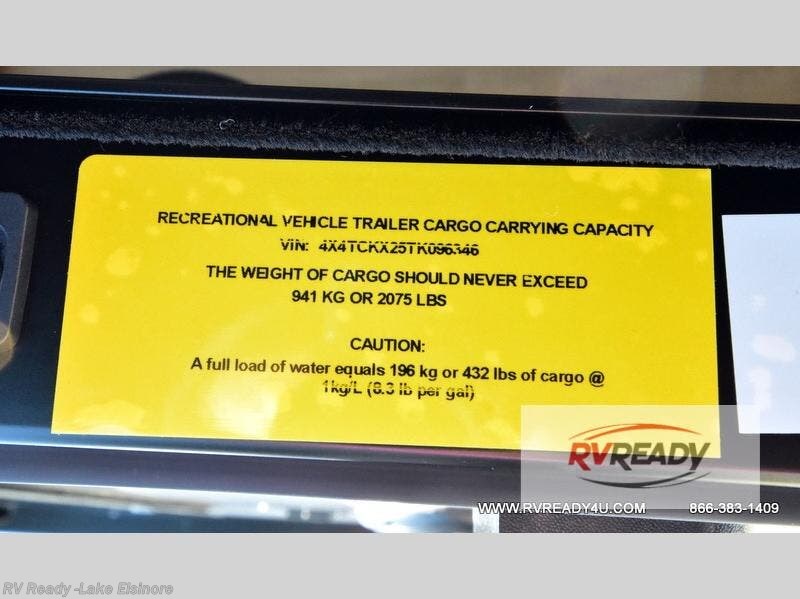 RECREATIONAL VEHICLE TRAILER CARGO CARRYING CAPACITY
VIN: 4X4TCKX25TK096346
THE WEIGHT OF CARGO SHOULD NEVER EXCEED
941 KG OR 2075 LBS
CAUTION:
A full load of water equals 196 kg or 432 lbs of cargo @
1kg/L (8.3 lb per gal)
RVREADY
WWW.RVREADY4U.COM 866-383-1409
RV Ready -Lake Elsinore